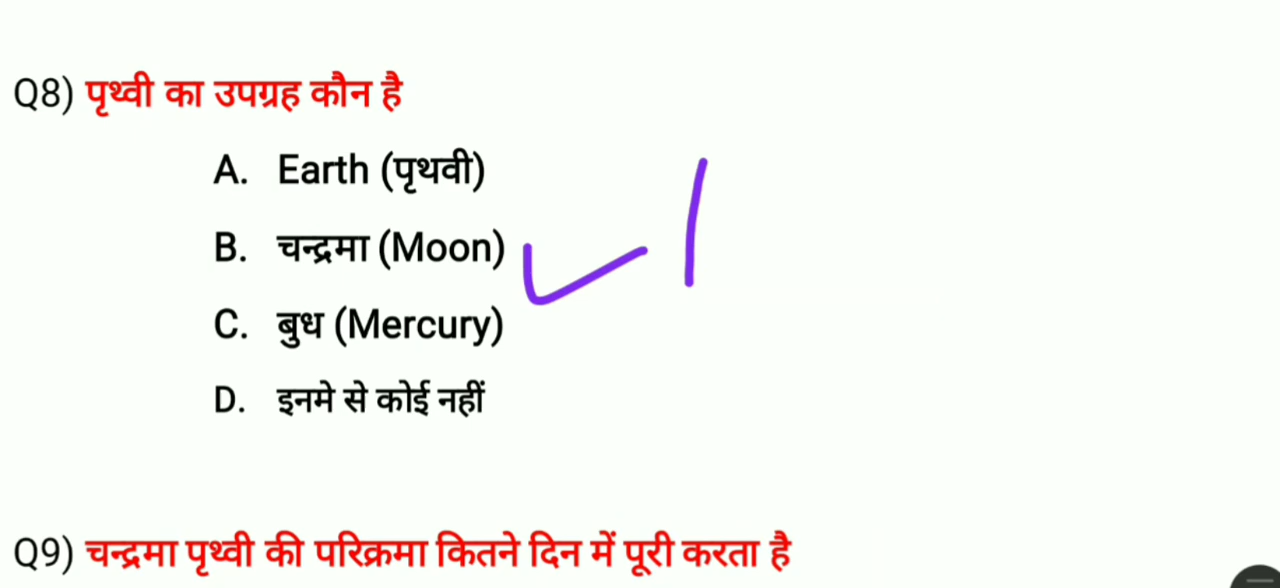 Q8) पृथ्वी का उपग्रह कौन है
A. Earth (पृथवी)
B. चन्द्रमा (Moon)
C. बुध (Mercury)
D. इनमे से कोई नहीं
Q9) चन्द्रमा पृथ्वी की परिक्रमा कितने दिन में पूरी करता है